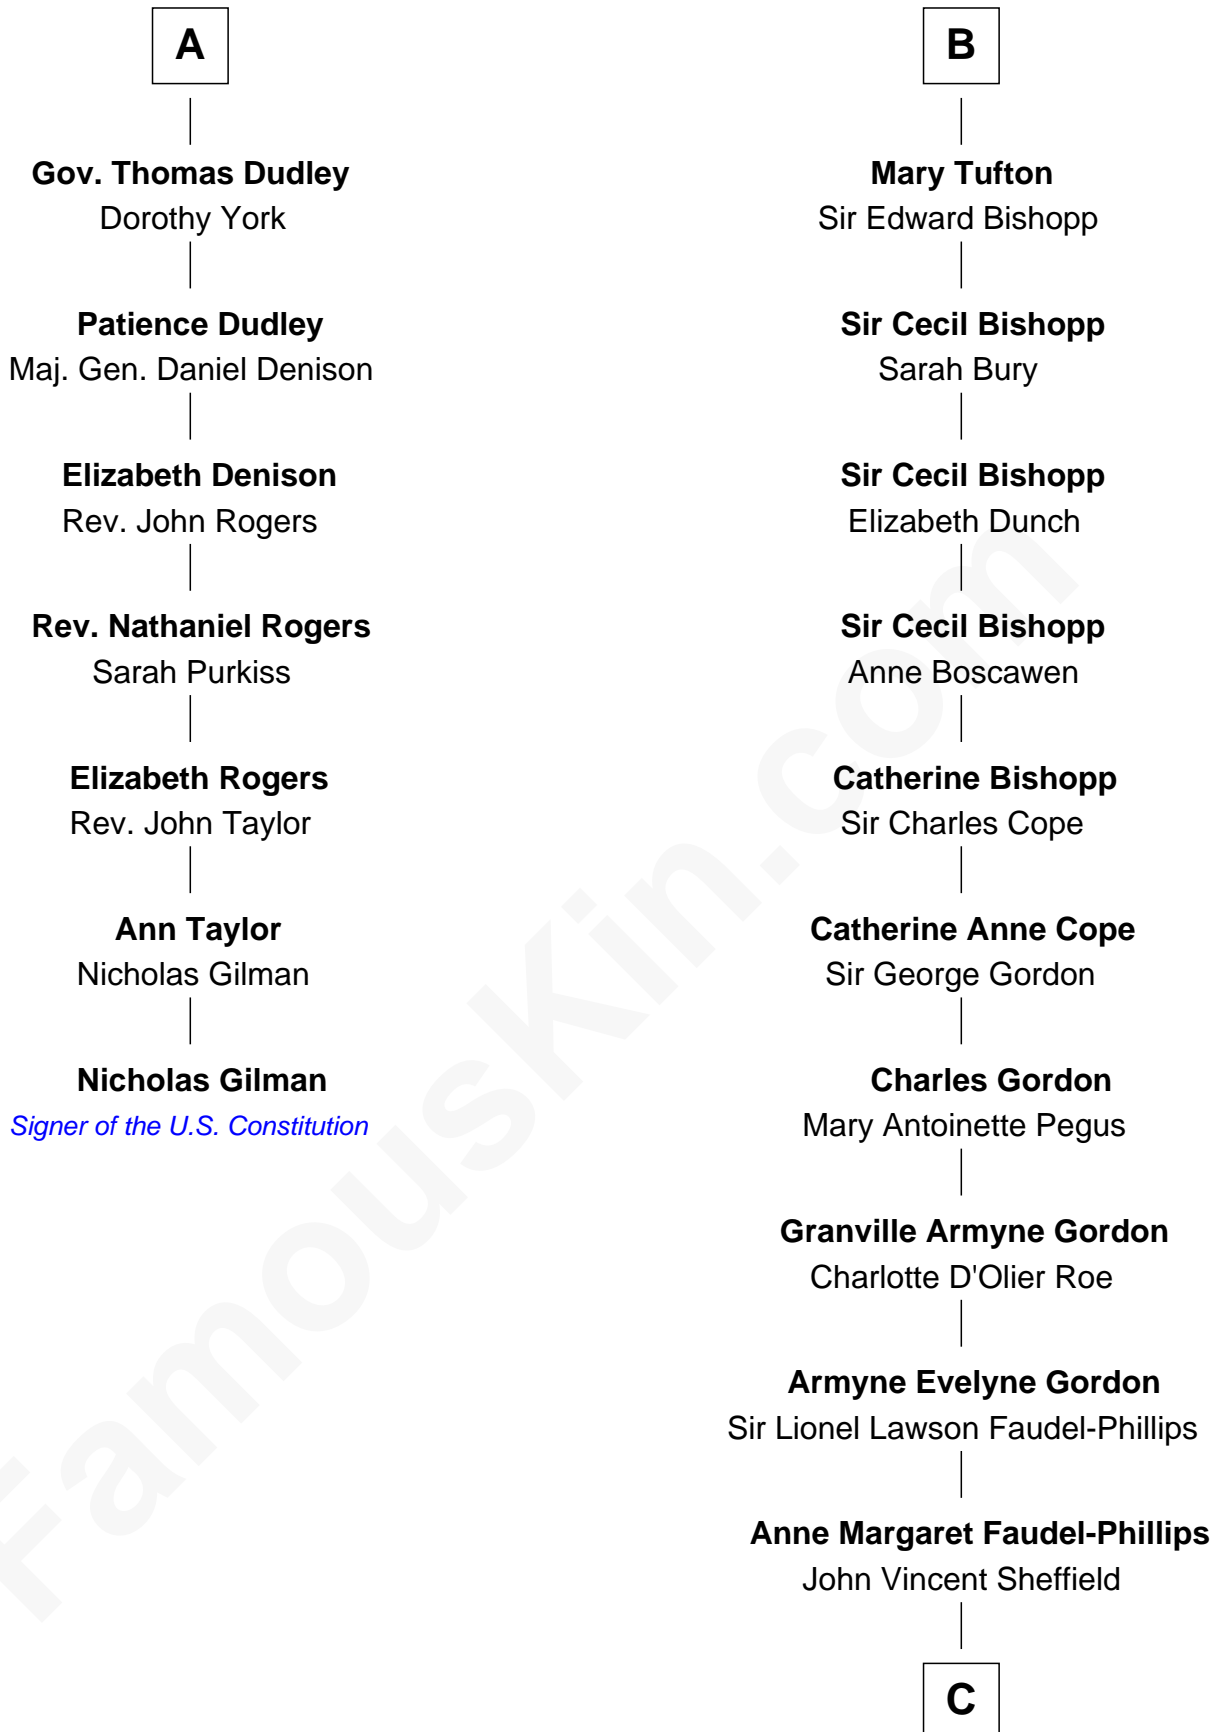 A
Gov. Thomas Dudley
Dorothy York
Patience Dudley
Maj. Gen. Daniel Denison
Elizabeth Denison
Rev. John Rogers
Rev. Nathaniel Rogers
Sarah Purkiss
Elizabeth Rogers
Rev. John Taylor
Ann Taylor
Nicholas Gilman
Nicholas Gilman
Signer of the U.S. Constitution
B
Mary Tufton
Sir Edward Bishopp
Sir Cecil Bishopp
Sarah Bury
Sir Cecil Bishopp
Elizabeth Dunch
Sir Cecil Bishopp
Anne Boscawen
Catherine Bishopp
Sir Charles Cope
Catherine Anne Cope
Sir George Gordon
Charles Gordon
Mary Antoinette Pegus
Granville Armyne Gordon
Charlotte D'Olier Roe
Armyne Evelyne Gordon
Sir Lionel Lawson Faudel-Phillips
Anne Margaret Faudel-Phillips
John Vincent Sheffield
C
FamousKin.com